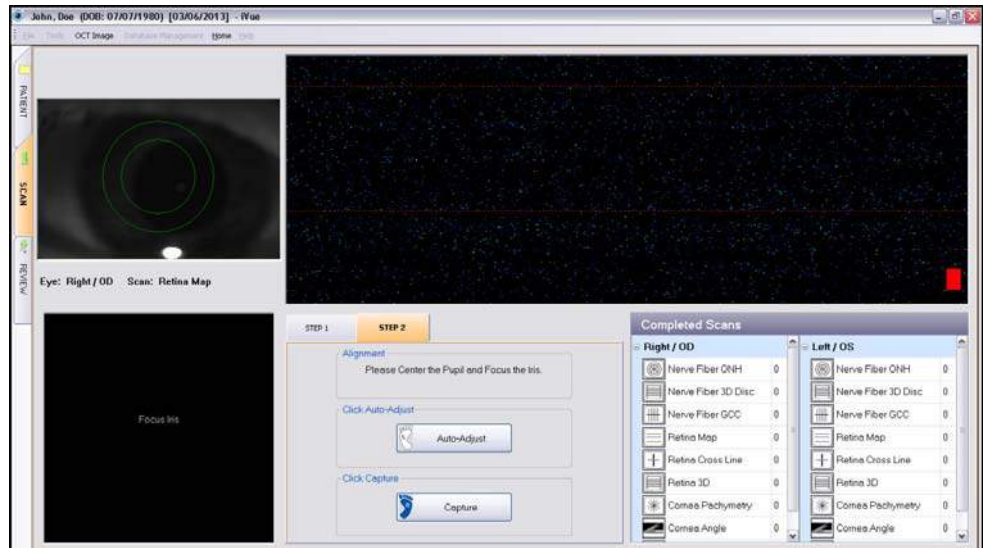 John, Doe (DOB: 07/07/1980) [03/06/2013] - iVue
File Tools OCT Image Database Management Home Help
PATIENT
SCAN
REVIEW
Eye: Right / OD Scan: Retina Map
Focus Iris
STEP 1 STEP 2
Alignment
Please Center the Pupil and Focus the Iris.
Click Auto-Adjust
Auto-Adjust
Click Capture
Capture
Completed Scans
Right / OD
Nerve Fiber ONH 0
Nerve Fiber 3D Disc 0
Nerve Fiber GCC 0
Retina Map 0
Retina Cross Line 0
Retina 3D 0
Cornea Pachymetry 0
Cornea Angle 0
Left / OS
Nerve Fiber ONH 0
Nerve Fiber 3D Disc 0
Nerve Fiber GCC 0
Retina Map 0
Retina Cross Line 0
Retina 3D 0
Cornea Pachymetry 0
Cornea Angle 0